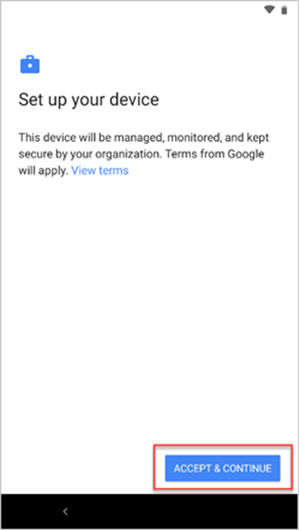 Set up your device
This device will be managed, monitored, and kept
secure by your organization. Terms from Google
will apply. View terms
ACCEPT & CONTINUE